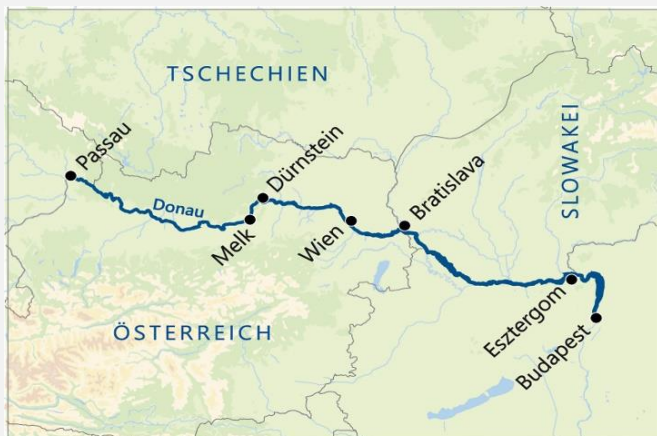 TSCHECHIEN
SLOWAKEI
Passau
Dürnstein
Bratislava
Donau
Melk
Wien
Esztergom
Budapest
ÖSTERREICH